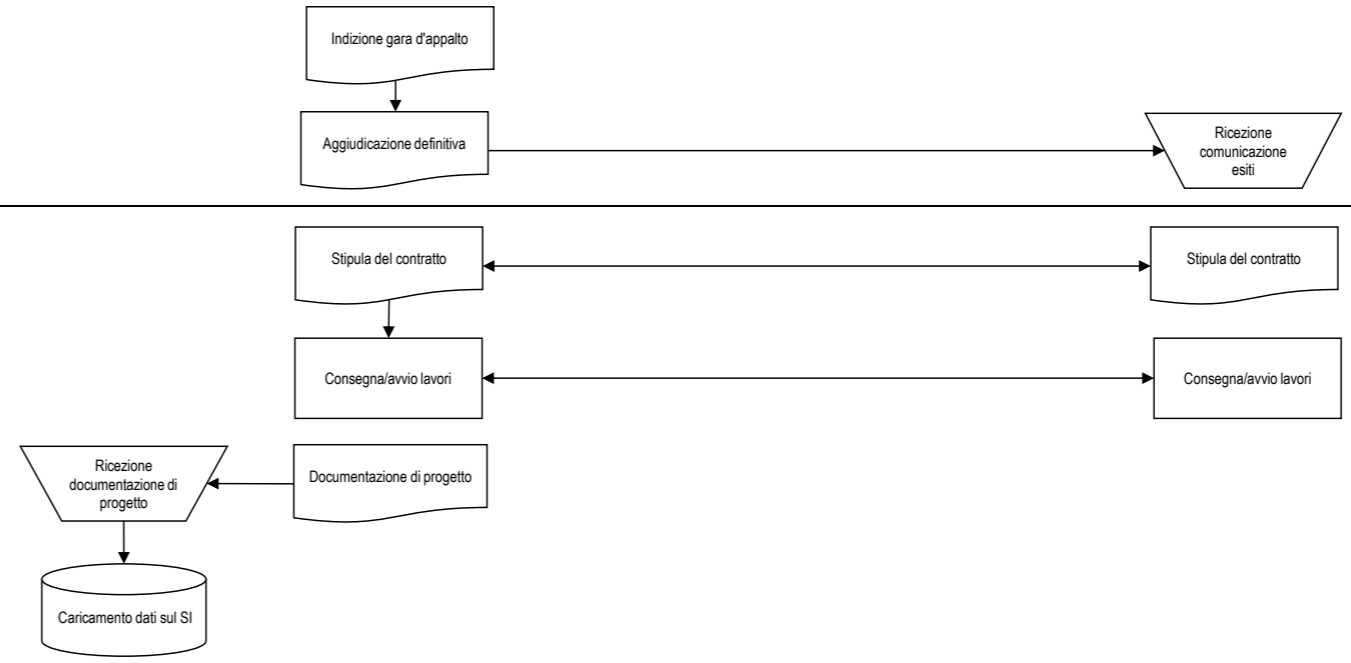 Indizione gara d'appalto
Aggiudicazione definitiva
Ricezione
comunicazione
esiti
Stipula del contratto
Stipula del contratto
Consegna/avvio lavori
Consegna/avvio lavori
Ricezione
documentazione di
progetto
Documentazione di progetto
Caricamento dati sul SI